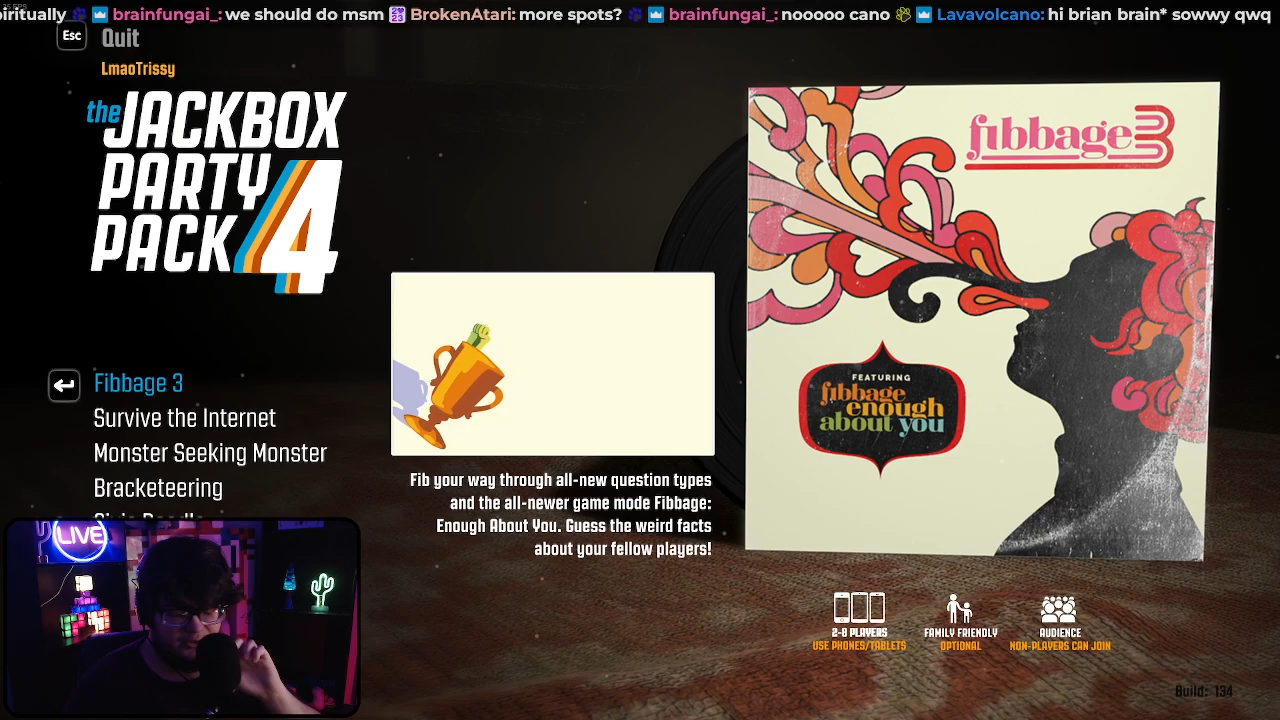 iritually brainfungai_: we should do msm BrokenAtari: more spots? brainfungai_: nooooo cano Lavavolcano: hi brian brain* sowwy qwq
Esc Quit
LmaoTrissy
the JACKBOX
PARTY
PACK 4
Fibbage 3
Survive the Internet
Monster Seeking Monster
Bracketeering
LIVE
Fib your way through all-new question types
and the all-newer game mode Fibbage:
Enough About You. Guess the weird facts
about your fellow players!
fibbage 3
FEATURING
fibbage
enough
about you
2-8 PLAYERS
USE PHONES/TABLETS
FAMILY FRIENDLY
OPTIONAL
AUDIENCE
NON-PLAYERS CAN JOIN
Build: 134